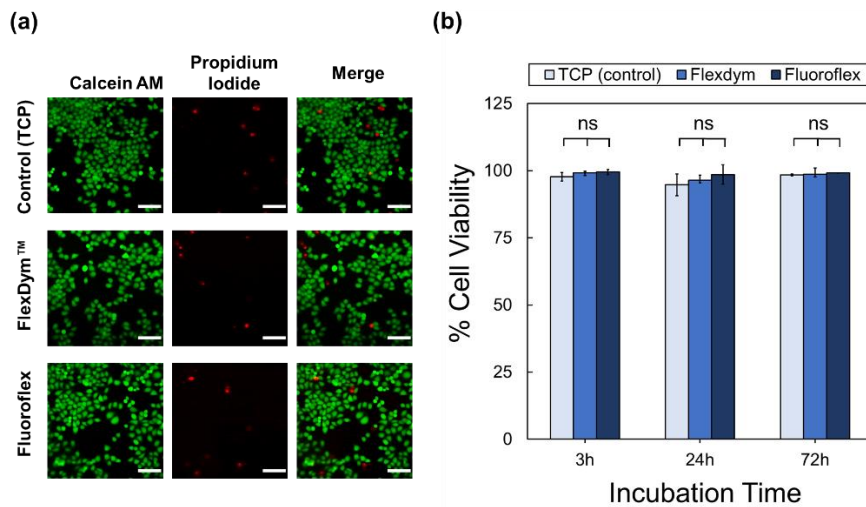 (a)
Calcein AM
Propidium
Iodide
Merge
Control (TCP)
FlexDym™
Fluoroflex
(b)
TCP (control) Flexdym Fluoroflex
125
100
75
50
25
0
% Cell Viability
ns ns ns
3h 24h 72h
Incubation Time